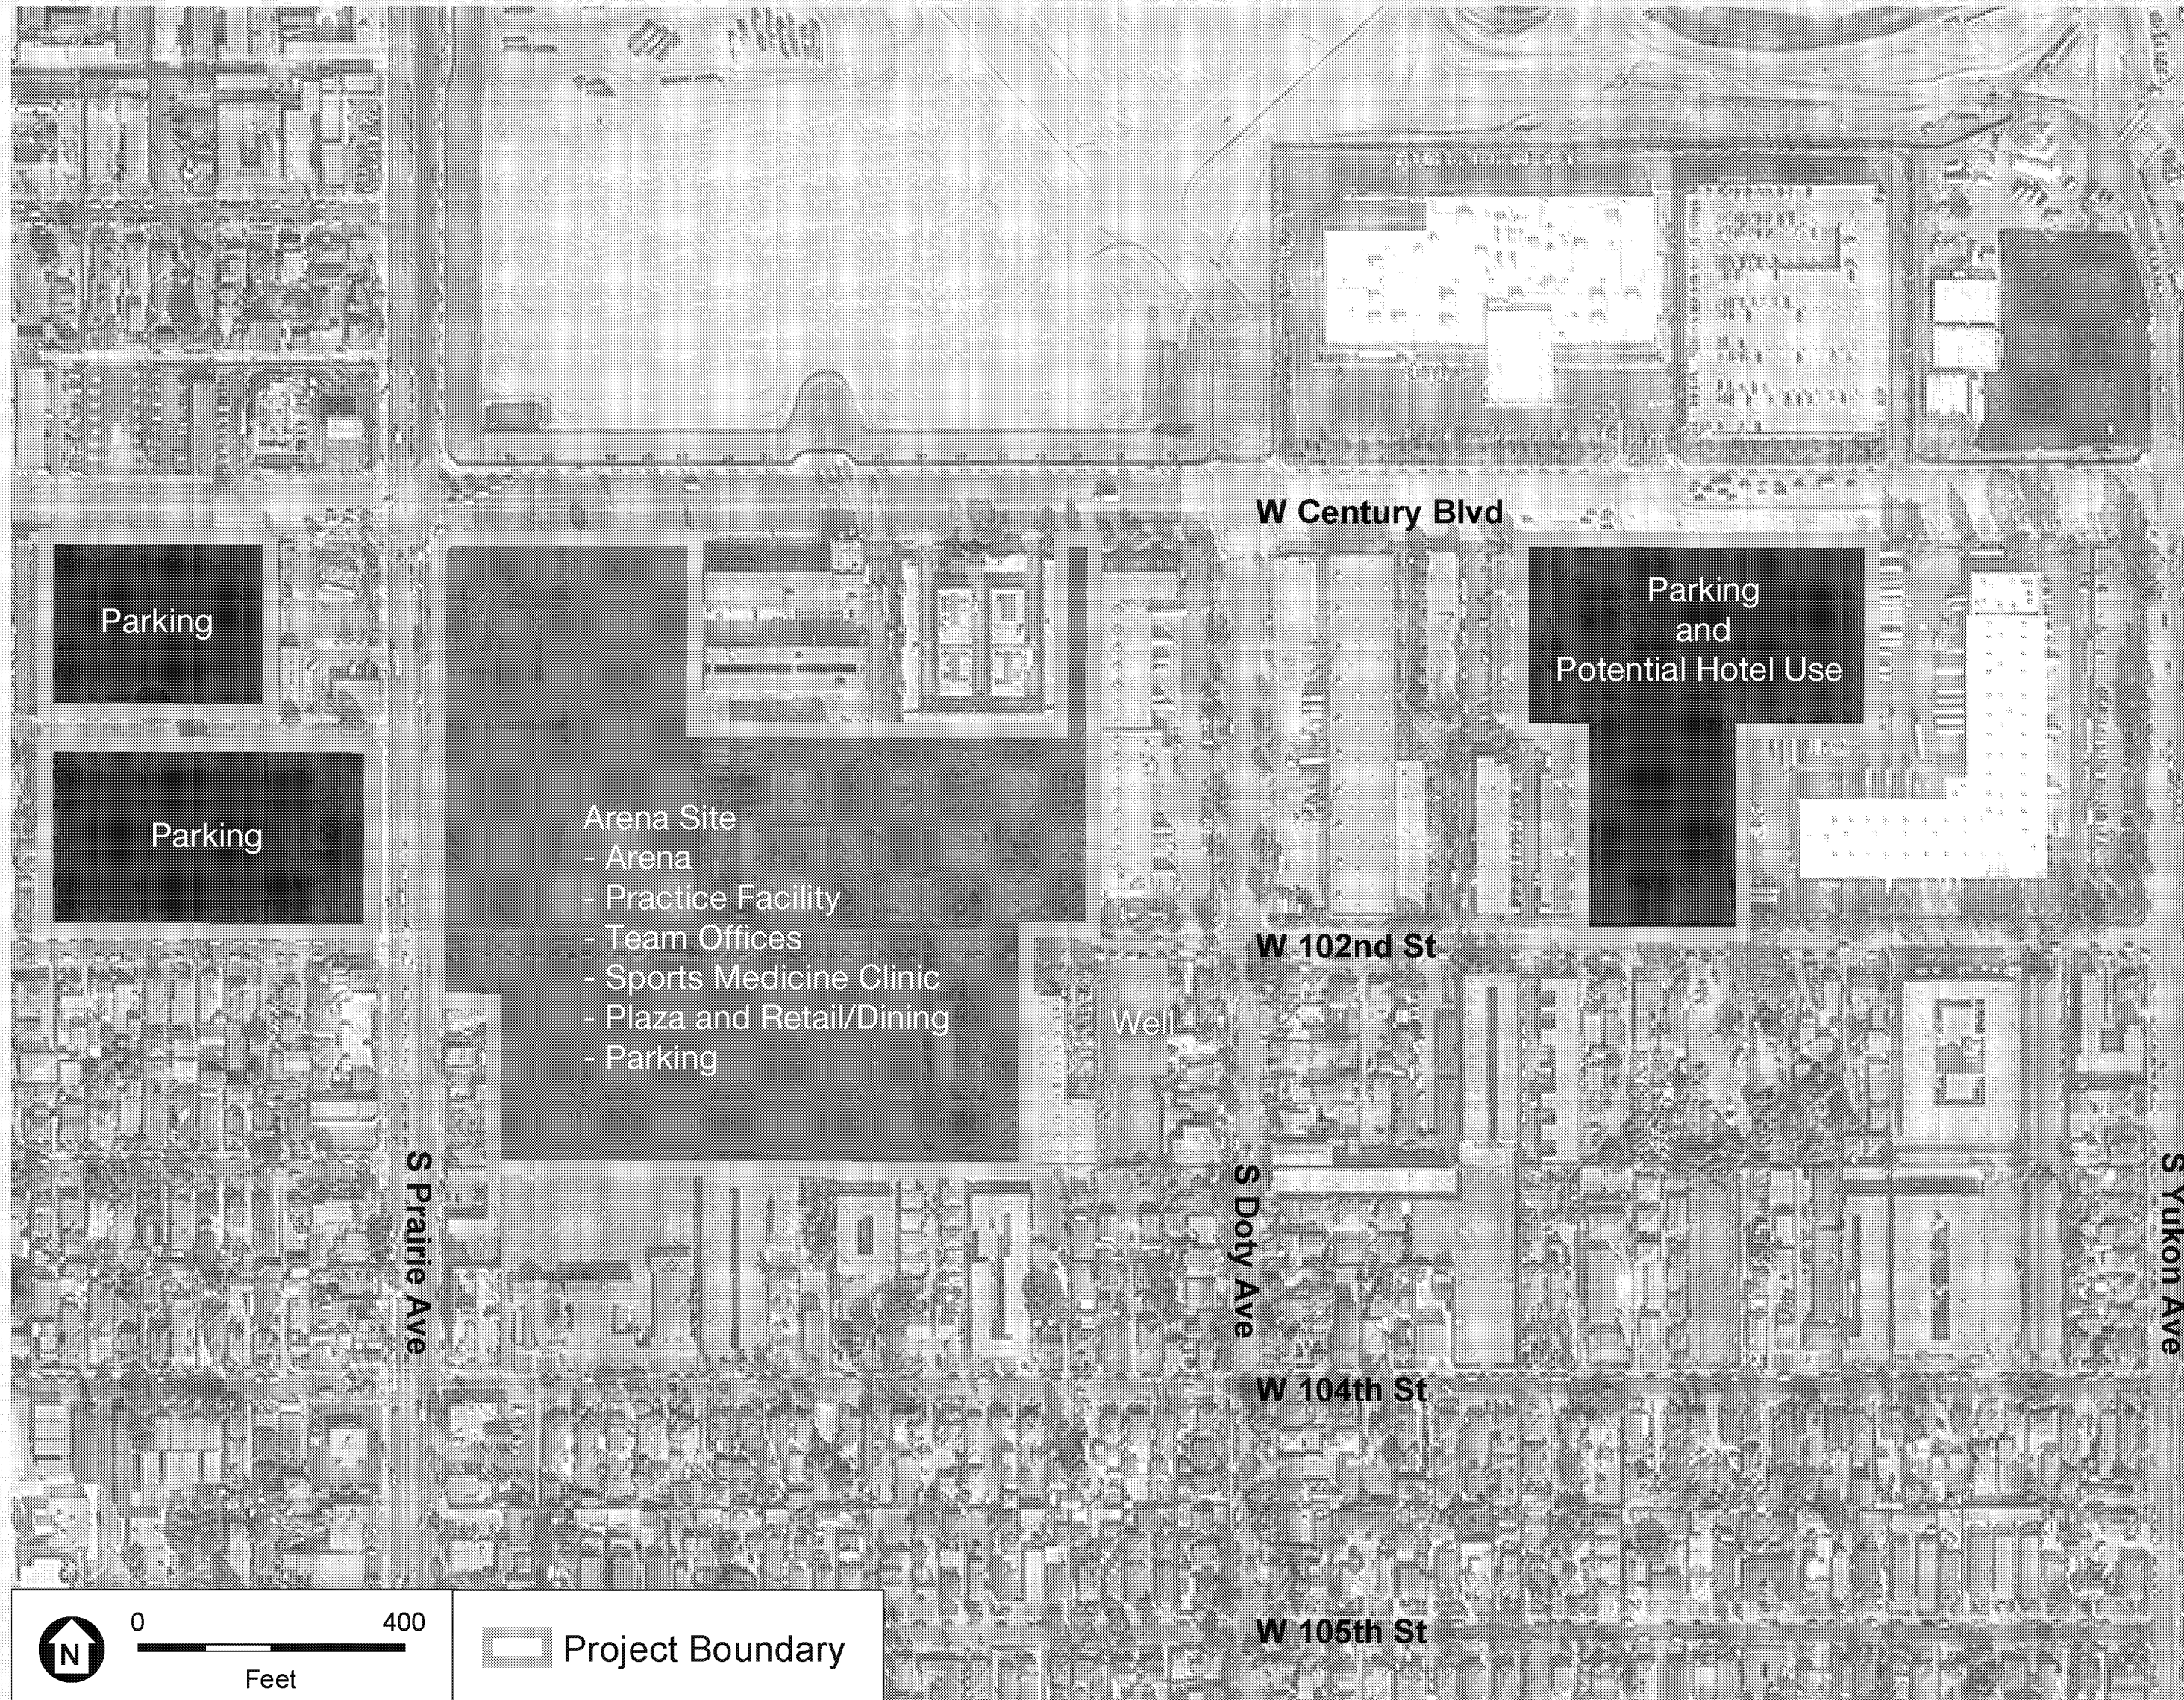 W Century Blvd
Parking
Parking
and
Potential Hotel Use
Parking
Arena Site
- Arena
- Practice Facility
- Team Offices
- Sports Medicine Clinic
- Plaza and Retail/Dining
- Parking
W 102nd St
Well
S Prairie Ave
S Doty Ave
S Yukon Ave
W 104th St
W 105th St
N
0 400
Feet
Project Boundary